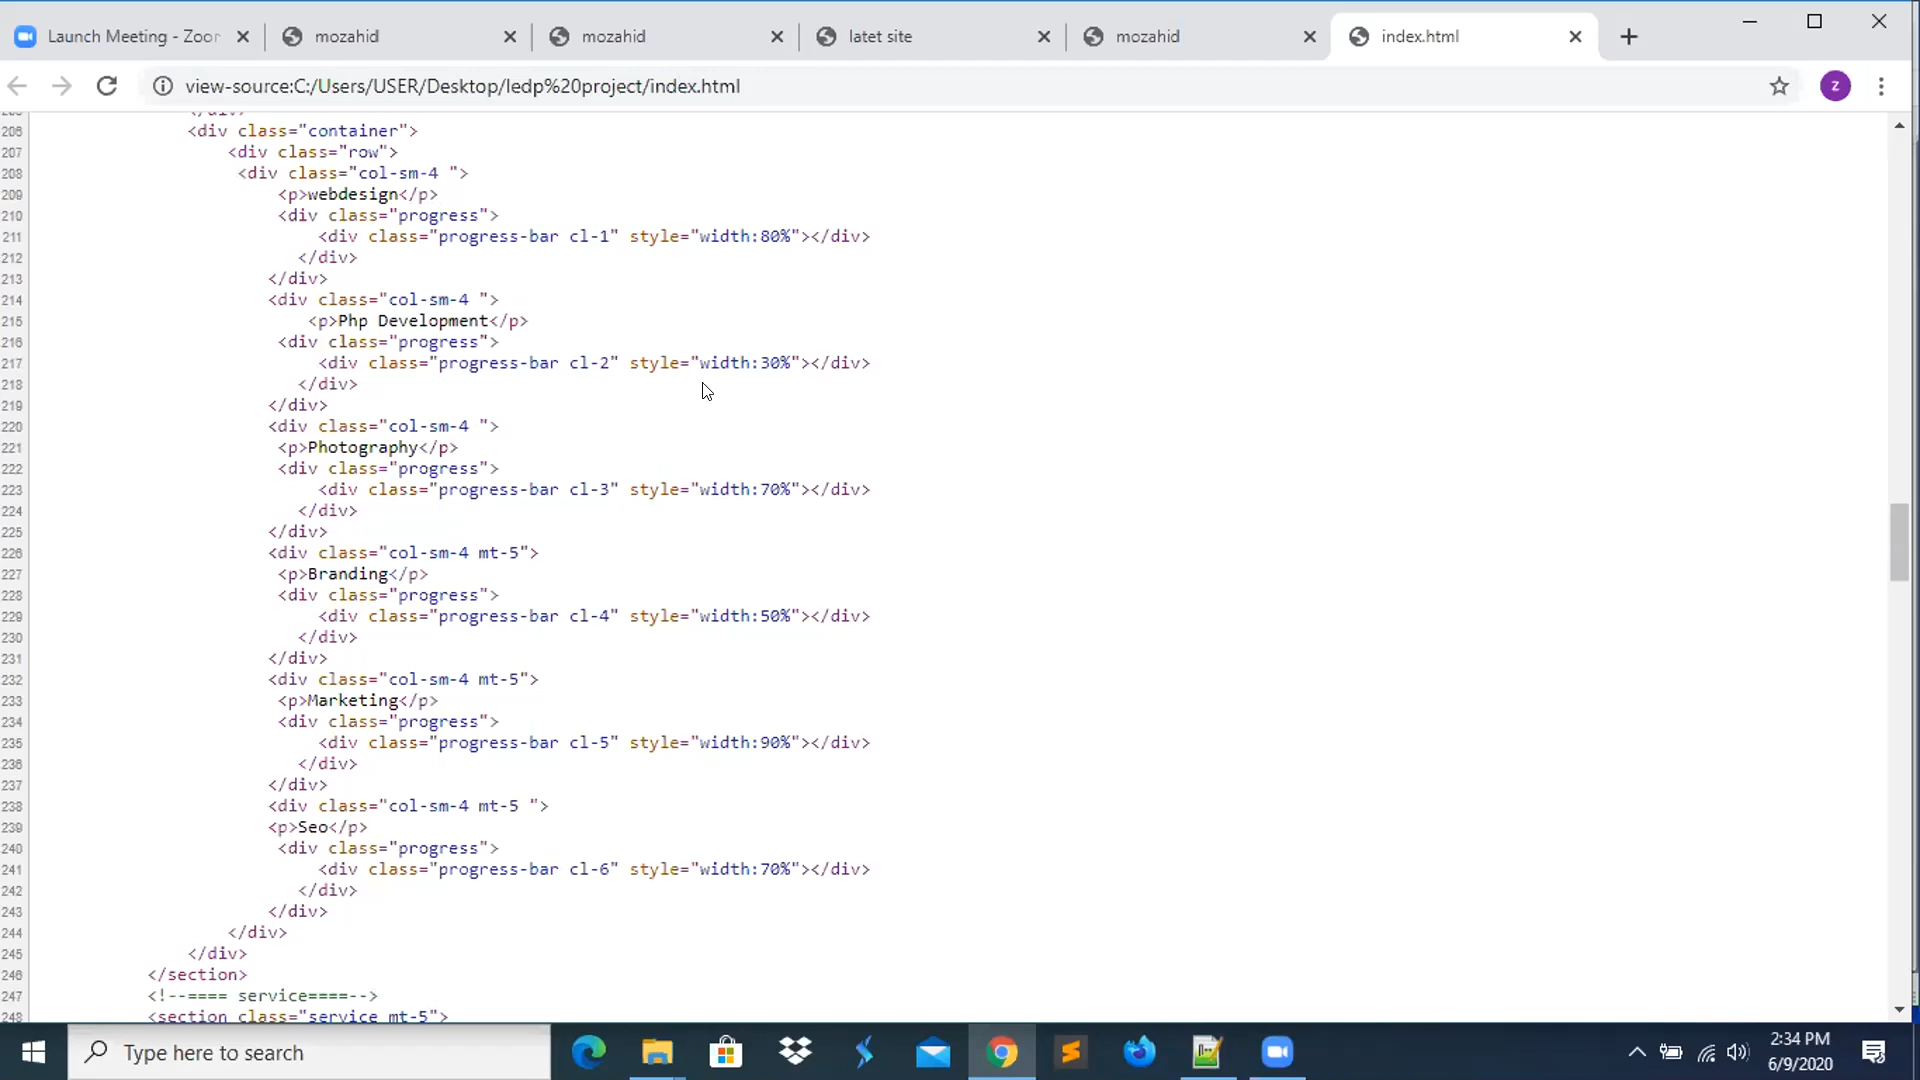 Launch Meeting - Zoor
mozahid
mozahid
latet site
mozahid
index.html
view-source:C:/Users/USER/Desktop/ledp%20project/index.html
206 <div class="container">
207 <div class="row">
208 <div class="col-sm-4 ">
209 <p>webdesign</p>
210 <div class="progress">
211 <div class="progress-bar cl-1" style="width:80%"></div>
212 </div>
213 </div>
214 <div class="col-sm-4 ">
215 <p>Php Development</p>
216 <div class="progress">
217 <div class="progress-bar cl-2" style="width:30%"></div>
218 </div>
219 </div>
220 <div class="col-sm-4 ">
221 <p>Photography</p>
222 <div class="progress">
223 <div class="progress-bar cl-3" style="width:70%"></div>
224 </div>
225 </div>
226 <div class="col-sm-4 mt-5">
227 <p>Branding</p>
228 <div class="progress">
229 <div class="progress-bar cl-4" style="width:50%"></div>
230 </div>
231 </div>
232 <div class="col-sm-4 mt-5">
233 <p>Marketing</p>
234 <div class="progress">
235 <div class="progress-bar cl-5" style="width:90%"></div>
236 </div>
237 </div>
238 <div class="col-sm-4 mt-5 ">
239 <p>Seo</p>
240 <div class="progress">
241 <div class="progress-bar cl-6" style="width:70%"></div>
242 </div>
243 </div>
244 </div>
245 </div>
246 </section>
247 <!--==== service====-->
248 <section class="service mt-5">
Type here to search
2:34 PM
6/9/2020